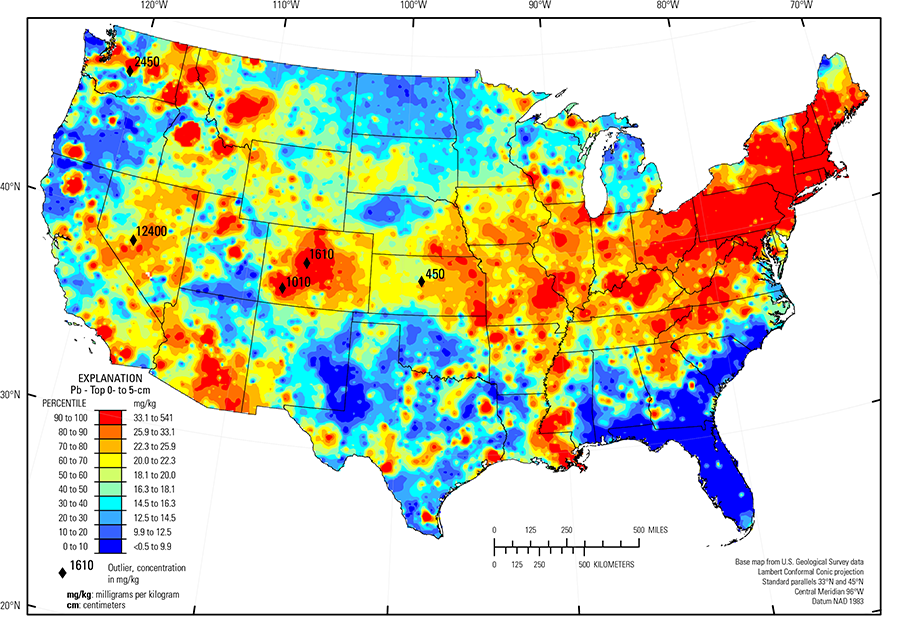 120°W 110°W 100°W 90°W 80°W 70°W
2450
40°N 40°N
12400
1610
1010
450
30°N 30°N
EXPLANATION
Pb - Top 0- to 5-cm
PERCENTILE mg/kg
90 to 100 33.1 to 541
80 to 90 25.9 to 33.1
70 to 80 22.3 to 25.9
60 to 70 20.0 to 22.3
50 to 60 18.1 to 20.0
40 to 50 16.3 to 18.1
30 to 40 14.5 to 16.3
20 to 30 12.5 to 14.5
10 to 20 9.9 to 12.5
0 to 10 <0.5 to 9.9
1610 Outlier, concentration
in mg/kg
mg/kg: milligrams per kilogram
cm: centimeters
0 125 250 500 MILES
0 125 250 500 KILOMETERS
Base map from U.S. Geological Survey data
Lambert Conformal Conic projection
Standard parallels 33°N and 45°N
Central Meridian 96°W
Datum NAD 1983
20°N 20°N